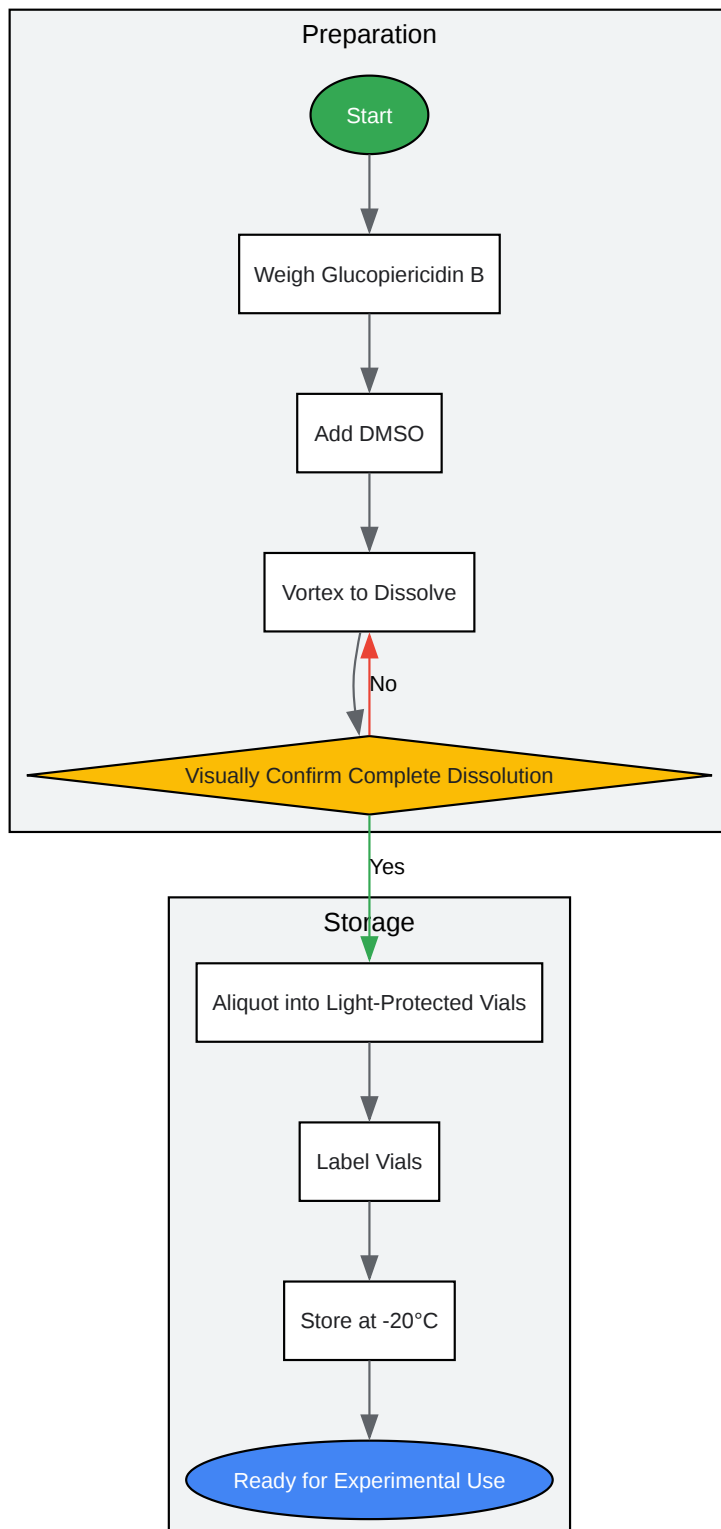 Preparation
Start
Weigh Glucopiericidin B
Add DMSO
Vortex to Dissolve
No
Visually Confirm Complete Dissolution
Yes
Storage
Aliquot into Light-Protected Vials
Label Vials
Store at -20°C
Ready for Experimental Use